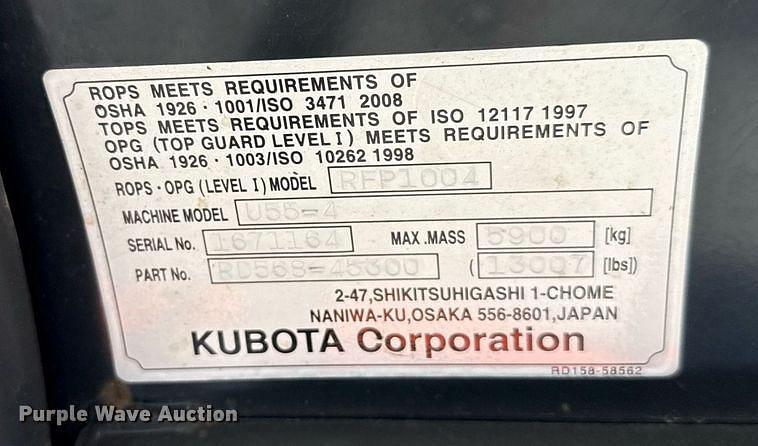 ROPS MEETS REQUIREMENTS OF
OSHA 1926・1001/ISO 3471 2008
TOPS MEETS REQUIREMENTS OF ISO 12117 1997
OPG (TOP GUARD LEVEL I) MEETS REQUIREMENTS OF
OSHA 1926・1003/ISO 10262 1998
ROPS・OPG (LEVEL I) MODEL RFP1004
MACHINE MODEL U55-4
SERIAL No. 1671164 MAX.MASS 5900 [kg]
PART No. RD568-45300 (13007 [lbs])
2-47,SHIKITSUHIGASHI 1-CHOME
NANIWA-KU,OSAKA 556-8601,JAPAN
KUBOTA Corporation
RD158-58562
Purple Wave Auction